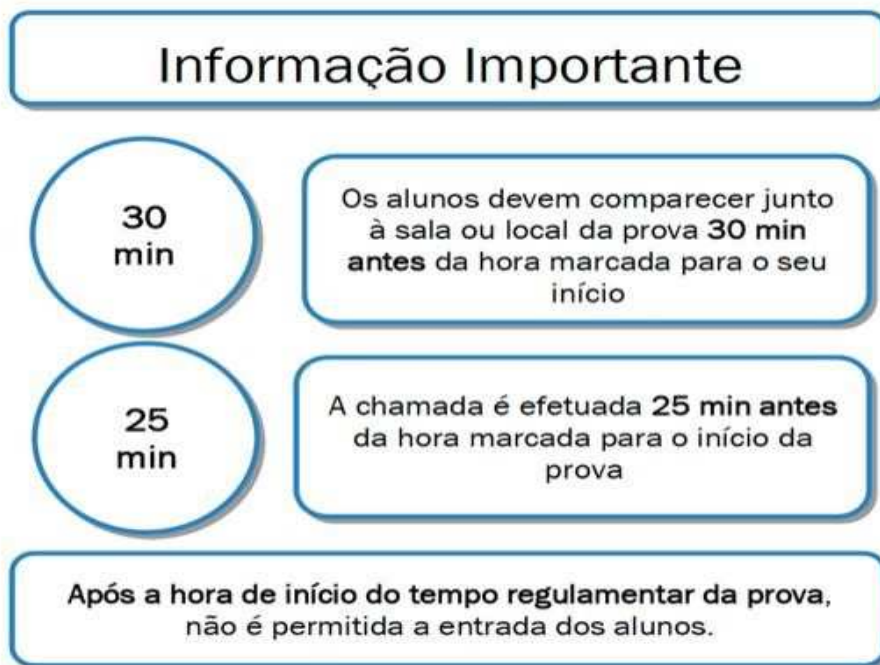 Informação Importante
30
min
Os alunos devem comparecer junto
à sala ou local da prova 30 min
antes da hora marcada para o seu
início
25
min
A chamada é efetuada 25 min antes
da hora marcada para o início da
prova
Após a hora de início do tempo regulamentar da prova,
não é permitida a entrada dos alunos.